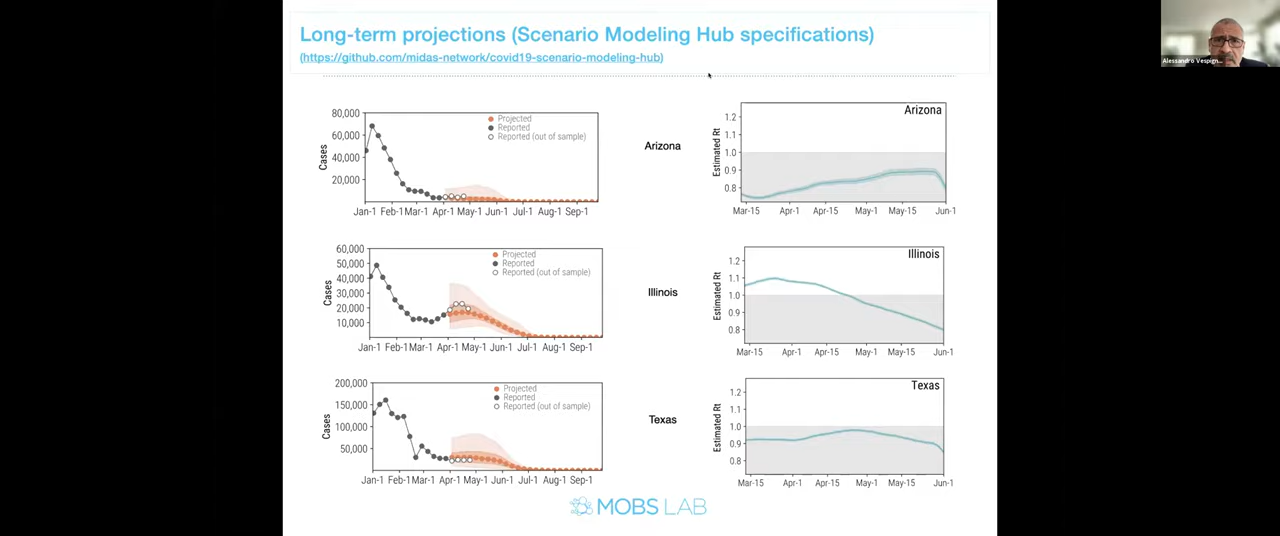 Long-term projections (Scenario Modeling Hub specifications)
(https://github.com/midas-network/covid19-scenario-modeling-hub)
Alessandro Vespign...
80,000
60,000
40,000
20,000
Cases
Projected
Reported
Reported (out of sample)
Jan-1 Feb-1 Mar-1 Apr-1 May-1 Jun-1 Jul-1 Aug-1 Sep-1
Arizona
Arizona
1.2
1.1
1.0
0.9
0.8
Estimated Rt
Mar-15 Apr-1 Apr-15 May-1 May-15 Jun-1
60,000
50,000
40,000
30,000
20,000
10,000
Cases
Projected
Reported
Reported (out of sample)
Jan-1 Feb-1 Mar-1 Apr-1 May-1 Jun-1 Jul-1 Aug-1 Sep-1
Illinois
Illinois
1.2
1.1
1.0
0.9
0.8
Estimated Rt
Mar-15 Apr-1 Apr-15 May-1 May-15 Jun-1
200,000
150,000
100,000
50,000
Cases
Projected
Reported
Reported (out of sample)
Jan-1 Feb-1 Mar-1 Apr-1 May-1 Jun-1 Jul-1 Aug-1 Sep-1
Texas
Texas
1.2
1.1
1.0
0.9
0.8
Estimated Rt
Mar-15 Apr-1 Apr-15 May-1 May-15 Jun-1
MOBS LAB